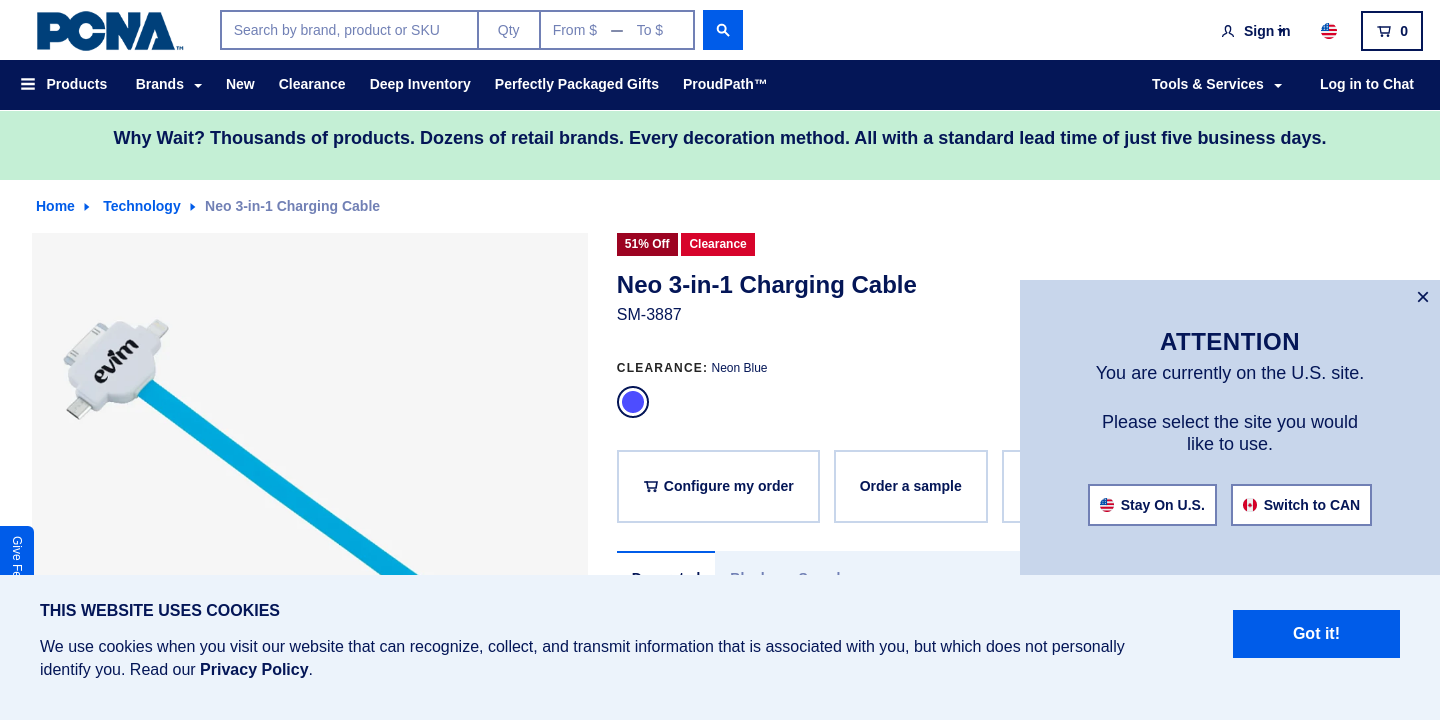 PCNA™
Search by brand, product or SKU
Qty
From $ — To $
Sign in
0
Products
Brands
New
Clearance
Deep Inventory
Perfectly Packaged Gifts
ProudPath™
Tools & Services
Log in to Chat
Why Wait? Thousands of products. Dozens of retail brands. Every decoration method. All with a standard lead time of just five business days.
Home
Technology
Neo 3-in-1 Charging Cable
evim
51% Off
Clearance
Neo 3-in-1 Charging Cable
SM-3887
CLEARANCE: Neon Blue
Configure my order
Order a sample
×
ATTENTION
You are currently on the U.S. site.
Please select the site you would
like to use.
Stay On U.S.
Switch to CAN
Give
THIS WEBSITE USES COOKIES
We use cookies when you visit our website that can recognize, collect, and transmit information that is associated with you, but which does not personally
identify you. Read our Privacy Policy.
Got it!